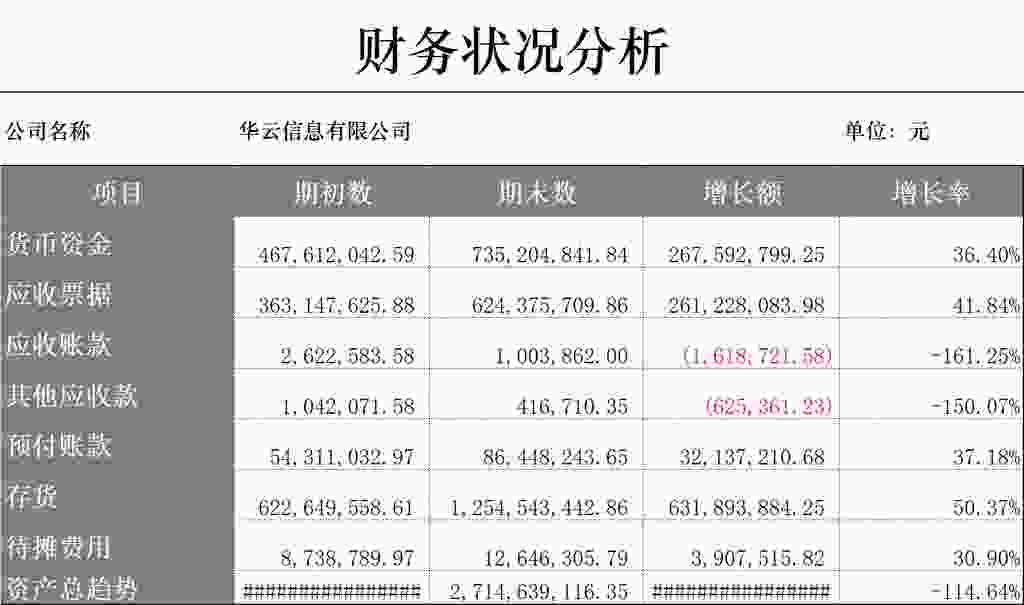 财务状况分析
公司名称 华云信息有限公司 单位：元
项目 期初数 期末数 增长额 增长率
货币资金 467,612,042.59 735,204,841.84 267,592,799.25 36.40%
应收票据 363,147,625.88 624,375,709.86 261,228,083.98 41.84%
应收账款 2,622,583.58 1,003,862.00 (1,618,721.58) -161.25%
其他应收款 1,042,071.58 416,710.35 (625,361.23) -150.07%
预付账款 54,311,032.97 86,448,243.65 32,137,210.68 37.18%
存货 622,649,558.61 1,254,543,442.86 631,893,884.25 50.37%
待摊费用 8,738,789.97 12,646,305.79 3,907,515.82 30.90%
资产总趋势 ################ 2,714,639,116.35 ################ -114.64%